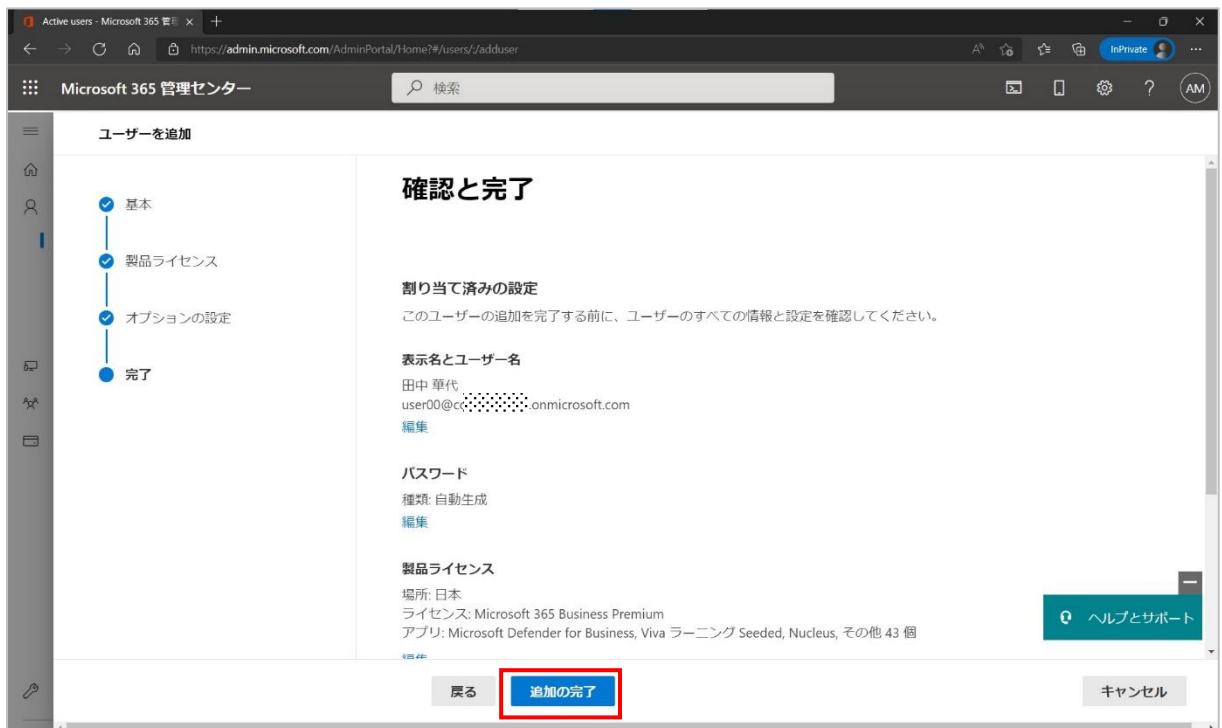 Active users - Microsoft 365 管理
https://admin.microsoft.com/AdminPortal/Home?#/users/:/adduser
InPrivate
Microsoft 365 管理センター
検索
AM
ユーザーを追加
基本
製品ライセンス
オプションの設定
完了
確認と完了
割り当て済みの設定
このユーザーの追加を完了する前に、ユーザーのすべての情報と設定を確認してください。
表示名とユーザー名
田中 華代
user00@c .onmicrosoft.com
編集
パスワード
種類: 自動生成
編集
製品ライセンス
場所: 日本
ライセンス: Microsoft 365 Business Premium
アプリ: Microsoft Defender for Business, Viva ラーニング Seeded, Nucleus, その他 43 個
編集
ヘルプとサポート
戻る
追加の完了
キャンセル